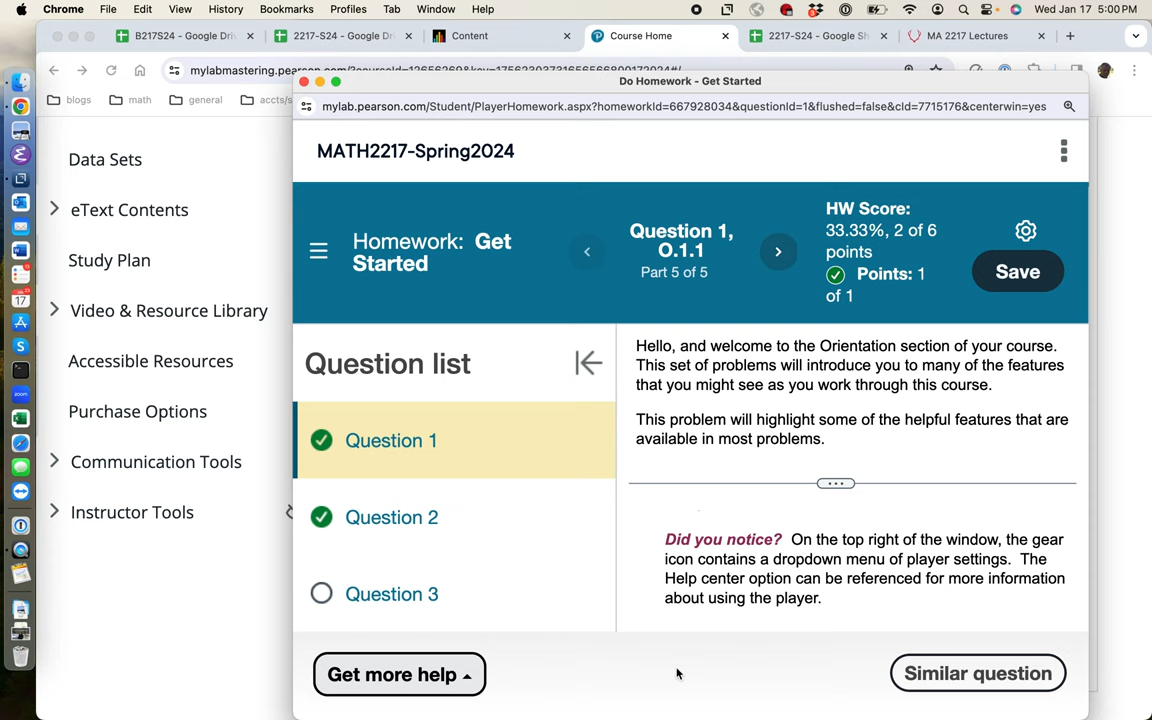 Chrome File Edit View History Bookmarks Profiles Tab Window Help Wed Jan 17 5:00 PM
B217S24 - Google Dri
2217-S24 - Google Dr
Content
Course Home
2217-S24 - Google Sh
MA 2217 Lectures
blogs
math
general
accts/s
Do Homework - Get Started
mylab.pearson.com/Student/PlayerHomework.aspx?homeworkId=667928034&questionId=1&flushed=false&cId=7715176&centerwin=yes
Data Sets
eText Contents
Study Plan
Video & Resource Library
Accessible Resources
Purchase Options
Communication Tools
Instructor Tools
MATH2217-Spring2024
Homework: Get
Started
Question 1,
O.1.1
Part 5 of 5
HW Score:
33.33%, 2 of 6
points
Points: 1
of 1
Save
Question list
Question 1
Question 2
Question 3
Hello, and welcome to the Orientation section of your course.
This set of problems will introduce you to many of the features
that you might see as you work through this course.
This problem will highlight some of the helpful features that are
available in most problems.
Did you notice? On the top right of the window, the gear
icon contains a dropdown menu of player settings. The
Help center option can be referenced for more information
about using the player.
Get more help
Similar question